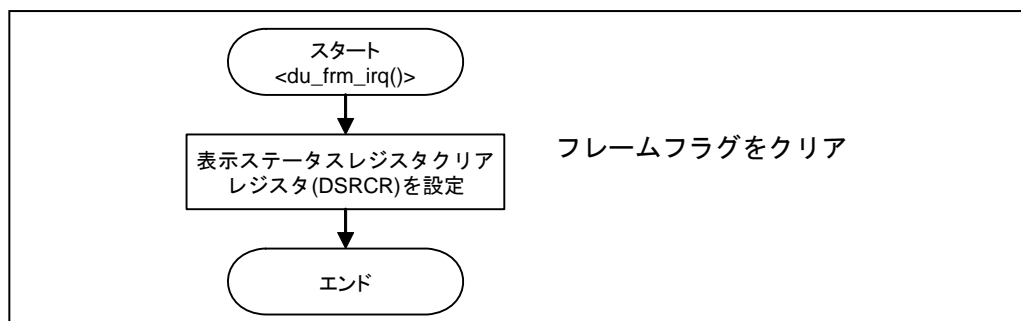 スタート
<du_frm_irq()>
表示ステータスレジスタクリア
レジスタ(DSRCR)を設定
フレームフラグをクリア
エンド